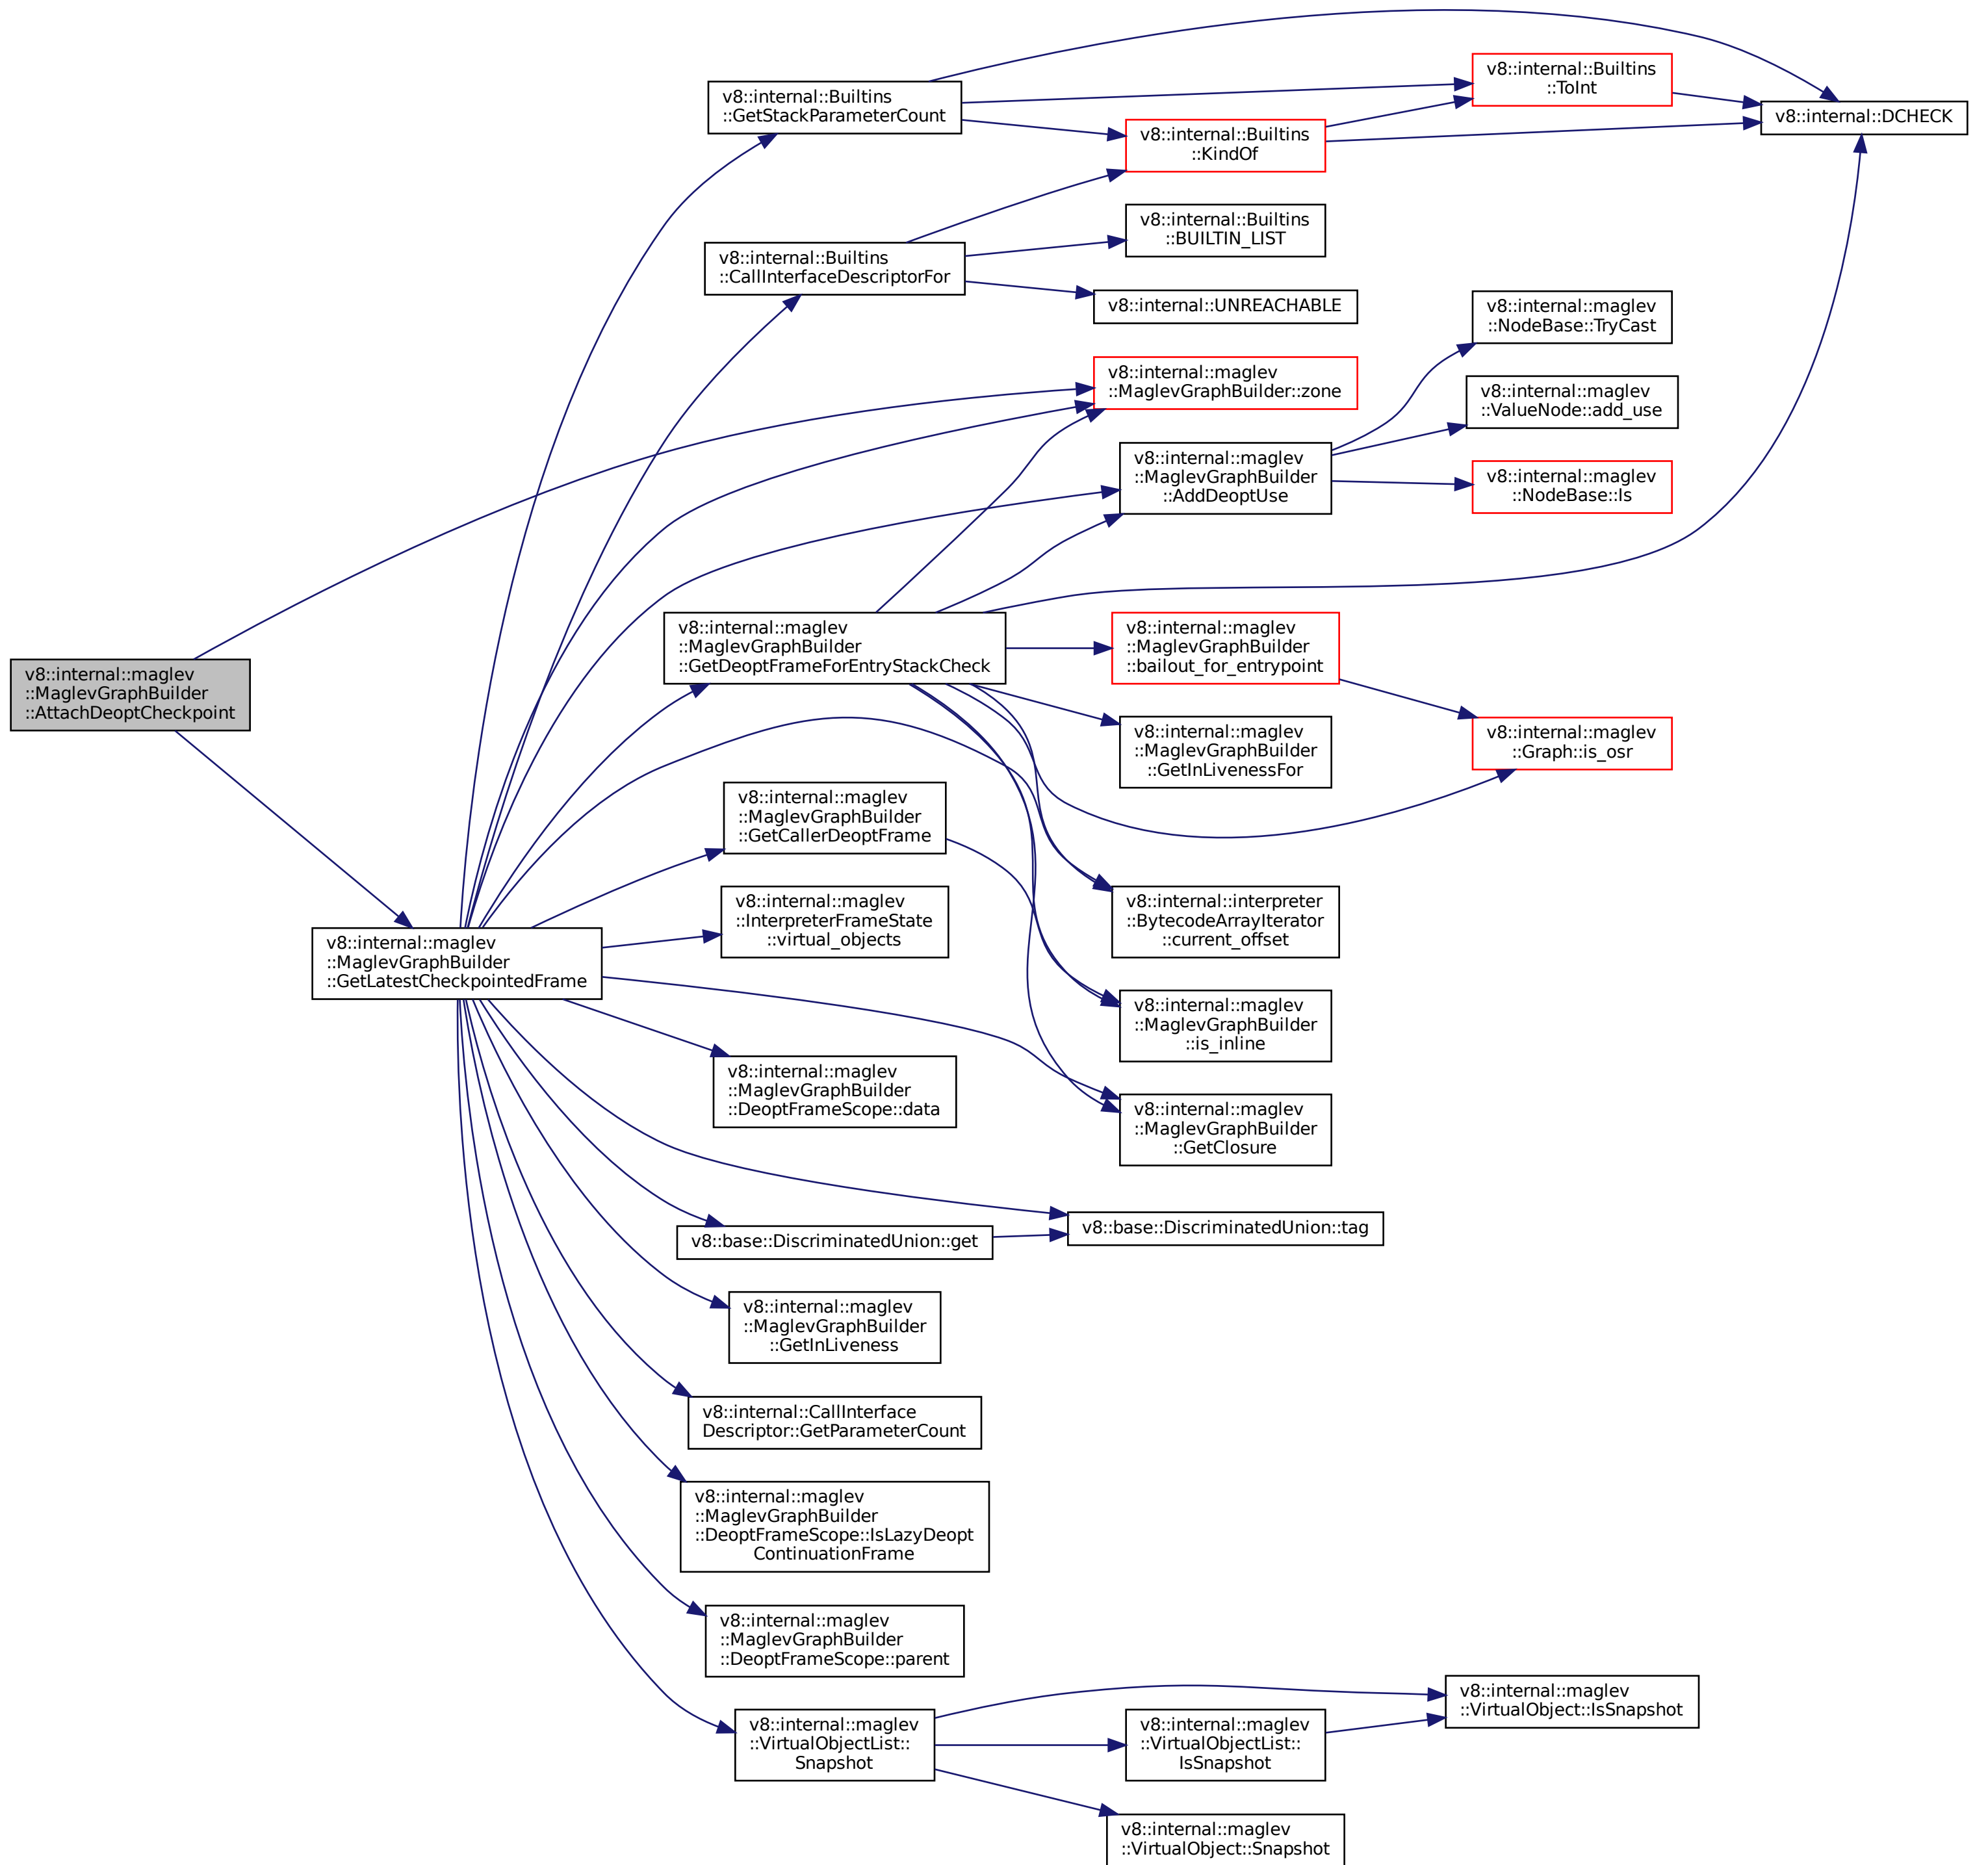 v8::internal::maglev
::MaglevGraphBuilder
::AttachDeoptCheckpoint
v8::internal::maglev
::MaglevGraphBuilder
::GetLatestCheckpointedFrame
v8::internal::Builtins
::GetStackParameterCount
v8::internal::Builtins
::CallInterfaceDescriptorFor
v8::internal::maglev
::MaglevGraphBuilder
::GetDeoptFrameForEntryStackCheck
v8::internal::maglev
::MaglevGraphBuilder
::GetCallerDeoptFrame
v8::internal::maglev
::InterpreterFrameState
::virtual_objects
v8::internal::maglev
::MaglevGraphBuilder
::DeoptFrameScope::data
v8::base::DiscriminatedUnion::get
v8::internal::maglev
::MaglevGraphBuilder
::GetInLiveness
v8::internal::CallInterface
Descriptor::GetParameterCount
v8::internal::maglev
::MaglevGraphBuilder
::DeoptFrameScope::IsLazyDeopt
ContinuationFrame
v8::internal::maglev
::MaglevGraphBuilder
::DeoptFrameScope::parent
v8::internal::maglev
::VirtualObjectList::
Snapshot
v8::internal::Builtins
::KindOf
v8::internal::Builtins
::BUILTIN_LIST
v8::internal::UNREACHABLE
v8::internal::maglev
::MaglevGraphBuilder::zone
v8::internal::maglev
::MaglevGraphBuilder
::AddDeoptUse
v8::internal::maglev
::MaglevGraphBuilder
::bailout_for_entrypoint
v8::internal::maglev
::MaglevGraphBuilder
::GetInLivenessFor
v8::internal::interpreter
::BytecodeArrayIterator
::current_offset
v8::internal::maglev
::MaglevGraphBuilder
::is_inline
v8::internal::maglev
::MaglevGraphBuilder
::GetClosure
v8::base::DiscriminatedUnion::tag
v8::internal::maglev
::VirtualObjectList::
IsSnapshot
v8::internal::maglev
::VirtualObject::Snapshot
v8::internal::Builtins
::ToInt
v8::internal::maglev
::NodeBase::TryCast
v8::internal::maglev
::ValueNode::add_use
v8::internal::maglev
::NodeBase::Is
v8::internal::maglev
::Graph::is_osr
v8::internal::maglev
::VirtualObject::IsSnapshot
v8::internal::DCHECK